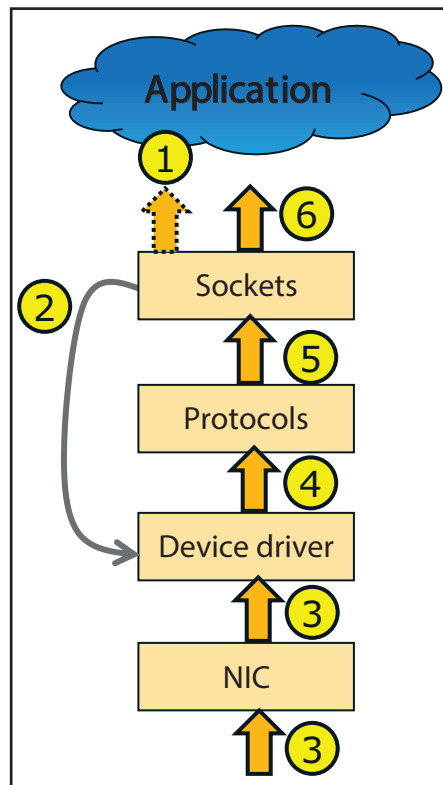 Application
1
6
Sockets
2
5
Protocols
4
Device driver
3
NIC
3